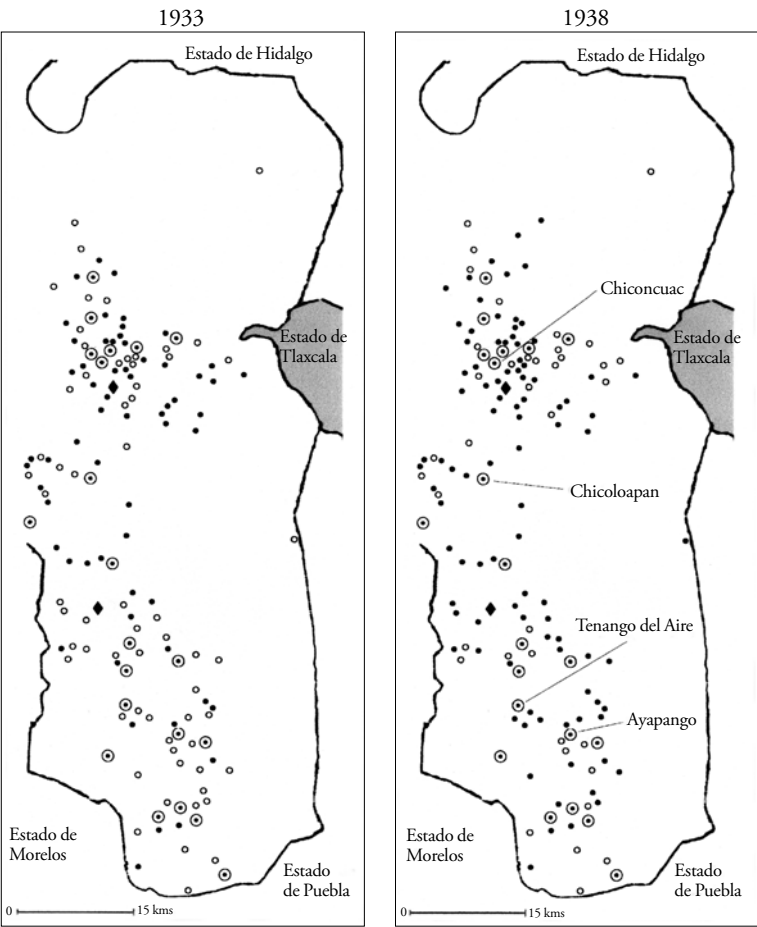 1933
Estado de Hidalgo
Estado de
Tlaxcala
Estado de
Morelos
Estado
de Puebla
0
15 kms
1938
Estado de Hidalgo
Chiconcuac
Estado de
Tlaxcala
Chicoloapan
Tenango del Aire
Ayapango
Estado de
Morelos
Estado
de Puebla
0
15 kms